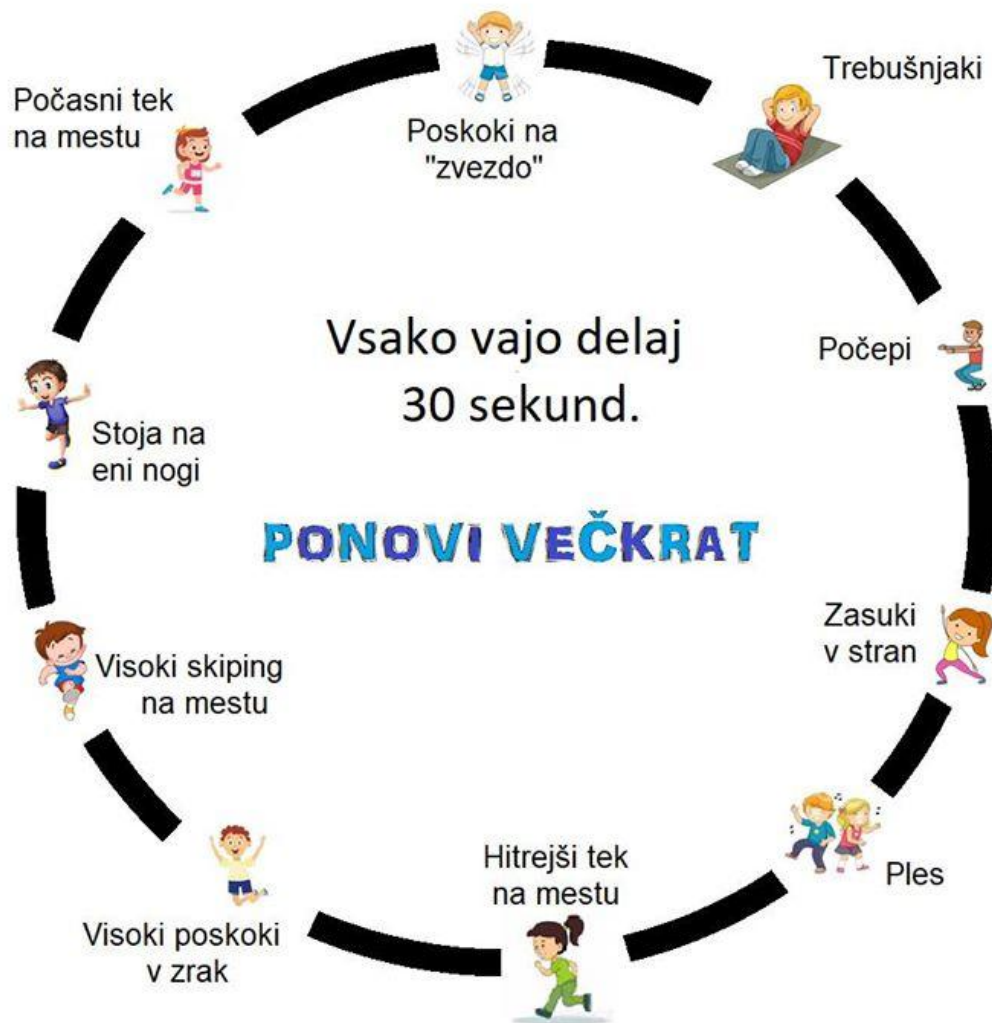 Poskoki na
"zvezdo"
Trebušnjaki
Počepi
Zasuki
v stran
Ples
Hitrejši tek
na mestu
Visoki poskoki
v zrak
Visoki skiping
na mestu
Stoja na
eni nogi
Počasni tek
na mestu
Vsako vajo delaj
30 sekund.
PONOVI VEČKRAT